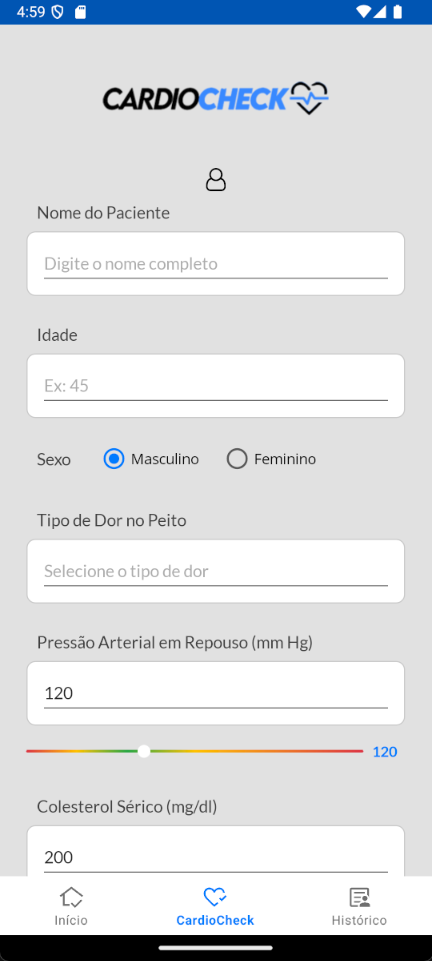 4:59
CARDIOCHECK
Nome do Paciente
Digite o nome completo
Idade
Ex: 45
Sexo Masculino Feminino
Tipo de Dor no Peito
Selecione o tipo de dor
Pressão Arterial em Repouso (mm Hg)
120
120
Colesterol Sérico (mg/dl)
200
Início CardioCheck Histórico